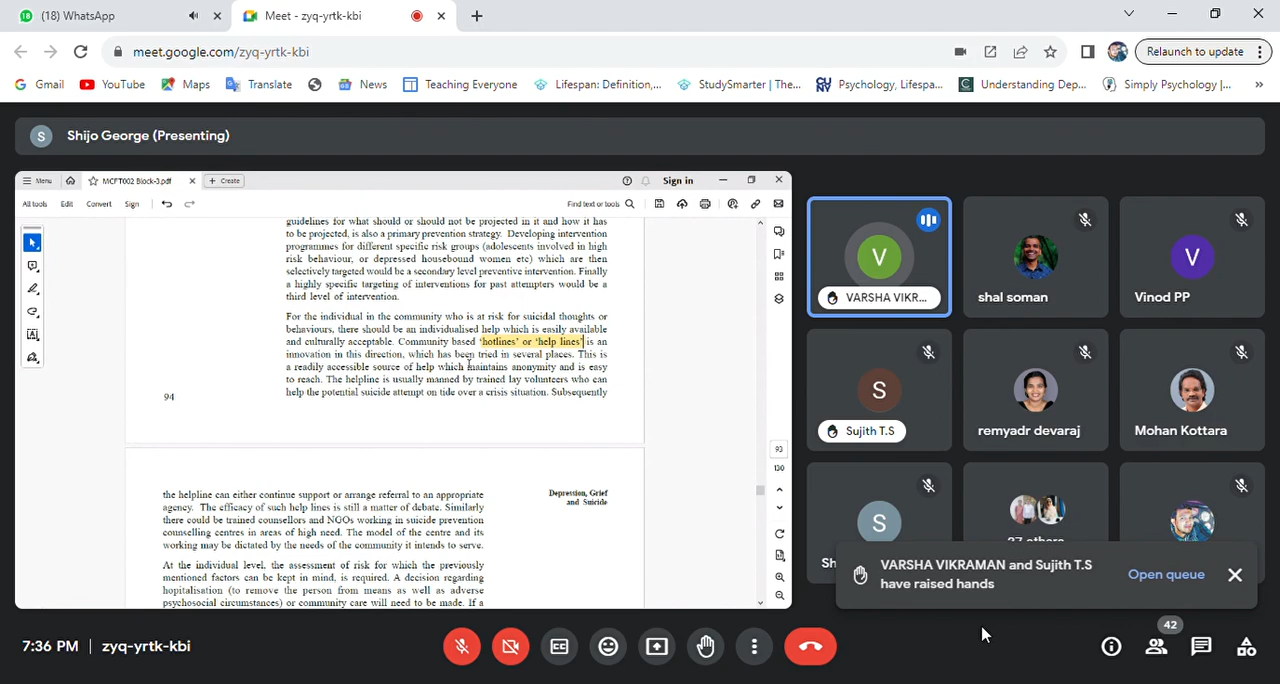 (18) WhatsApp
Meet - zyq-yrtk-kbi
meet.google.com/zyq-yrtk-kbi
Relaunch to update
Gmail
YouTube
Maps
Translate
News
Teaching Everyone
Lifespan: Definition,...
StudySmarter | The...
Psychology, Lifespa...
Understanding Dep...
Simply Psychology |...
»
S
Shijo George (Presenting)
Menu
MCFT002 Block-3.pdf
Create
Sign in
All tools
Edit
Convert
Sign
Find text or tools
guidelines for what should or should not be projected in it and how it has
to be projected, is also a primary prevention strategy. Developing intervention
programmes for different specific risk groups (adolescents involved in high
risk behaviour, or depressed housebound women etc) which are then
selectively targeted would be a secondary level preventive intervention. Finally
a highly specific targeting of interventions for past attempters would be a
third level of intervention.
For the individual in the community who is at risk for suicidal thoughts or
behaviours, there should be an individualised help which is easily available
and culturally acceptable. Community based ‘hotlines’ or ‘help lines’ is an
innovation in this direction, which has been tried in several places. This is
a readily accessible source of help which maintains anonymity and is easy
to reach. The helpline is usually manned by trained lay volunteers who can
help the potential suicide attempt on tide over a crisis situation. Subsequently
94
93
130
the helpline can either continue support or arrange referral to an appropriate
agency. The efficacy of such help lines is still a matter of debate. Similarly
there could be trained counsellors and NGOs working in suicide prevention
counselling centres in areas of high need. The model of the centre and its
working may be dictated by the needs of the community it intends to serve.
Depression, Grief
and Suicide
At the individual level, the assessment of risk for which the previously
mentioned factors can be kept in mind, is required. A decision regarding
hopitalisation (to remove the person from means as well as adverse
psychosocial circumstances) or community care will need to be made. If a
V
VARSHA VIKR...
shal soman
V
Vinod PP
S
Sujith T.S
remyadr devaraj
Mohan Kottara
S
Sh
37 others
VARSHA VIKRAMAN and Sujith T.S
have raised hands
Open queue
7:36 PM | zyq-yrtk-kbi
42